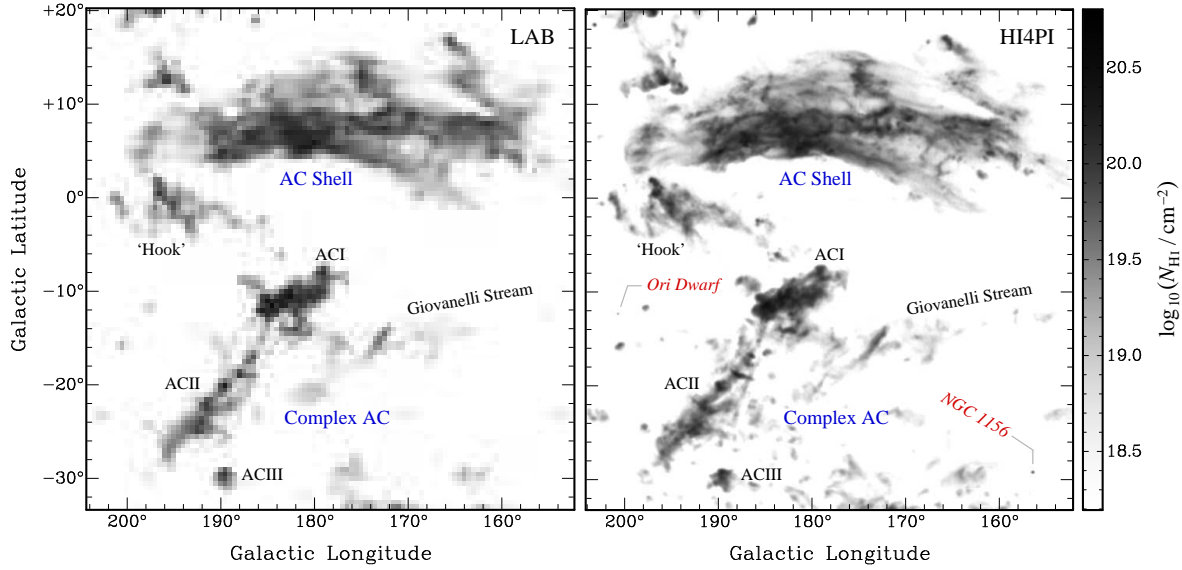 LAB
HI4PI
+20°
+10°
0°
−10°
−20°
−30°
Galactic Latitude
AC Shell
‘Hook’
ACI
Giovanelli Stream
ACII
Complex AC
ACIII
200°
190°
180°
170°
160°
Galactic Longitude
AC Shell
‘Hook’
ACI
Ori Dwarf
Giovanelli Stream
ACII
Complex AC
NGC 1156
ACIII
200°
190°
180°
170°
160°
Galactic Longitude
20.5
20.0
19.5
19.0
18.5
log₁₀(N_HI / cm⁻²)